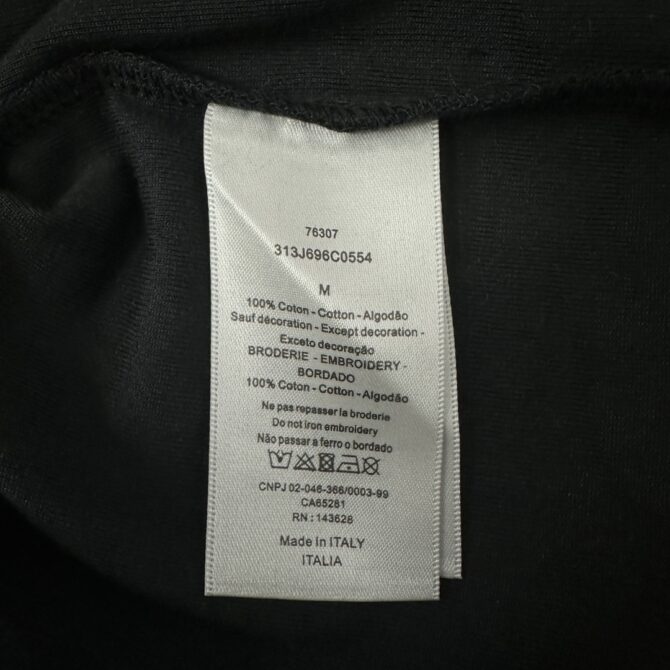 76307
313J696C0554
M
100% Coton - Cotton - Algodão
Sauf décoration - Except decoration -
Exceto decoração
BRODERIE - EMBROIDERY -
BORDADO
100% Coton - Cotton - Algodão
Ne pas repasser la broderie
Do not iron embroidery
Não passar a ferro o bordado
CNPJ 02-046-366/0003-99
CA65281
RN : 143628
Made in ITALY
ITALIA